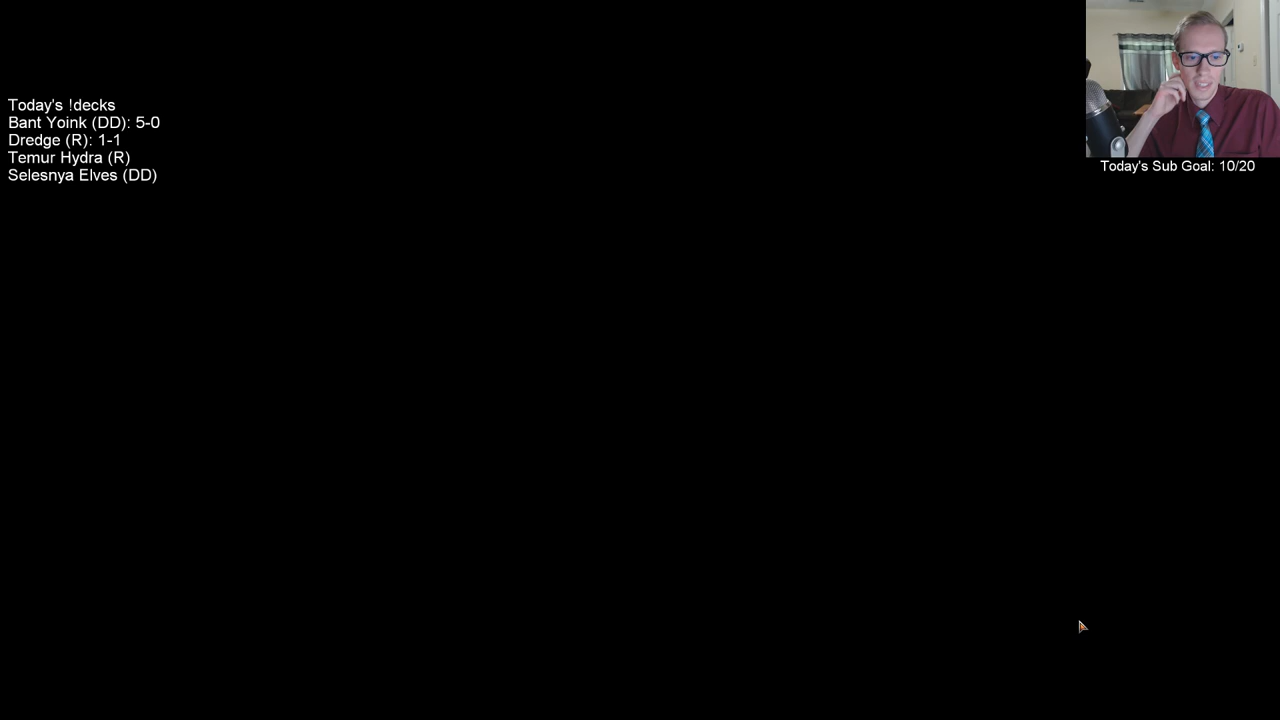 Today's !decks
Bant Yoink (DD): 5-0
Dredge (R): 1-1
Temur Hydra (R)
Selesnya Elves (DD)
Today's Sub Goal: 10/20